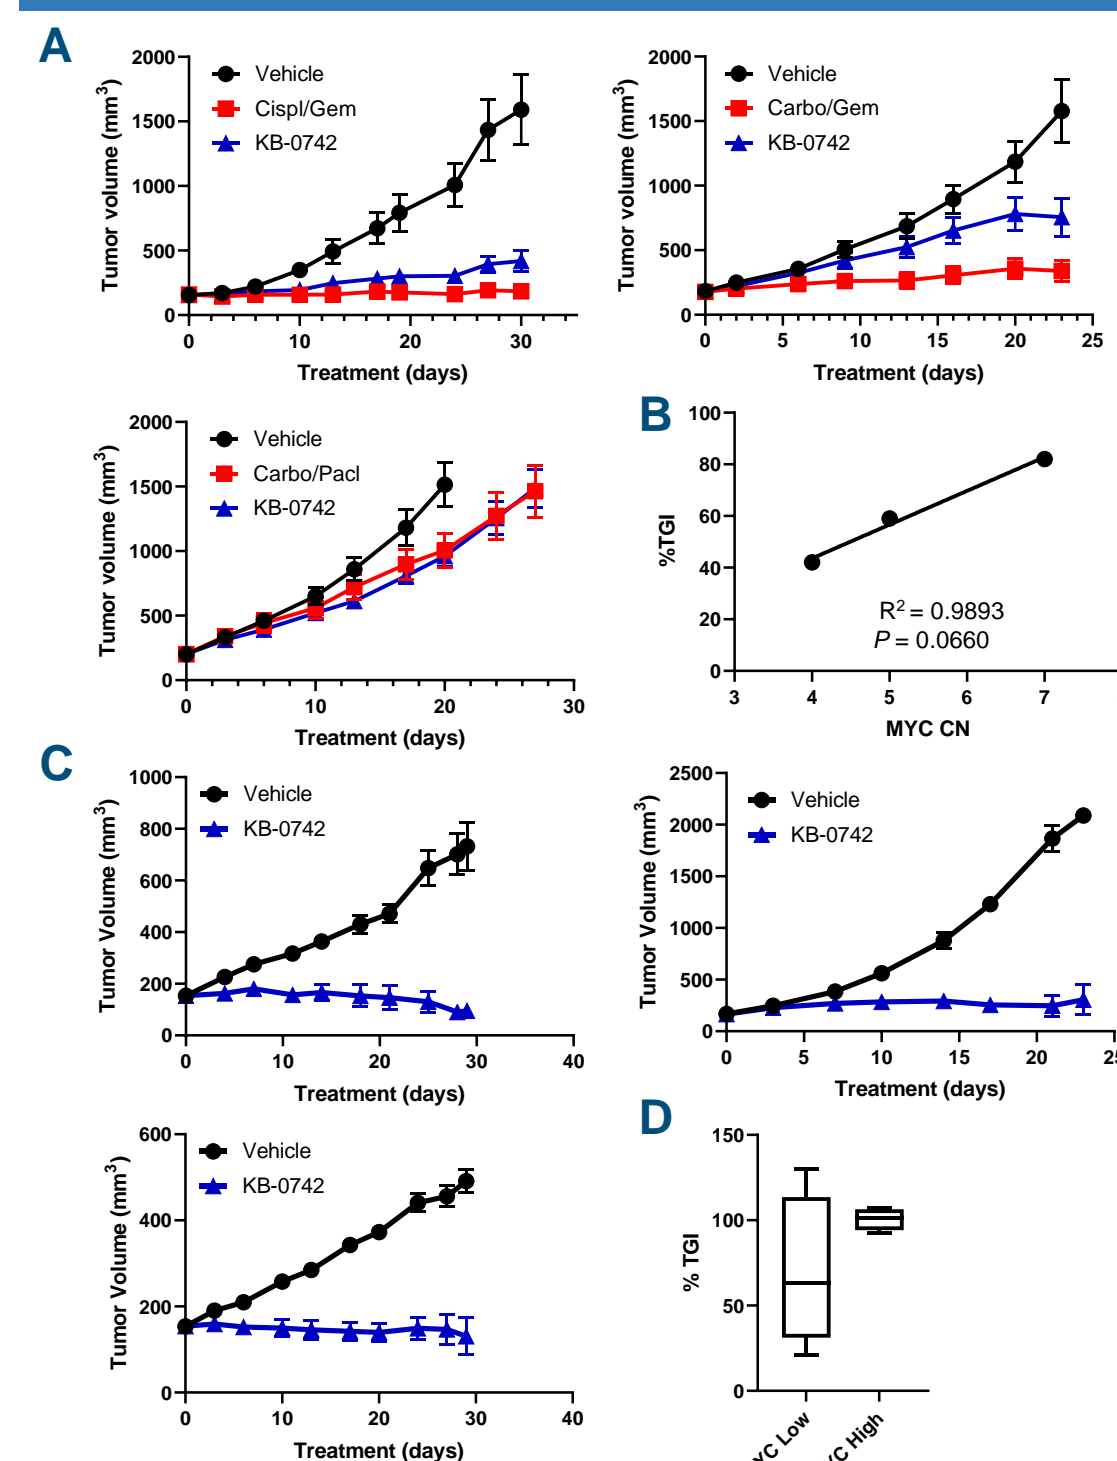 A
Tumor volume (mm3)
2000
1500
1000
500
0
Vehicle
Cispl/Gem
KB-0742
0 10 20 30
Treatment (days)
Tumor volume (mm3)
2000
1500
1000
500
0
Vehicle
Carbo/Gem
KB-0742
0 5 10 15 20 25
Treatment (days)
Tumor volume (mm3)
2000
1500
1000
500
0
Vehicle
Carbo/Pacl
KB-0742
0 10 20 30
Treatment (days)
B
%TGI
100
80
60
40
20
0
R2 = 0.9893
P = 0.0660
3 4 5 6 7
MYC CN
C
Tumor Volume (mm3)
1000
800
600
400
200
0
Vehicle
KB-0742
0 10 20 30 40
Treatment (days)
Tumor Volume (mm3)
2500
2000
1500
1000
500
0
Vehicle
KB-0742
0 5 10 15 20
Treatment (days)
Tumor Volume (mm3)
600
400
200
0
Vehicle
KB-0742
0 10 20 30 40
Treatment (days)
D
% TGI
150
100
50
0
YC Low
YC High